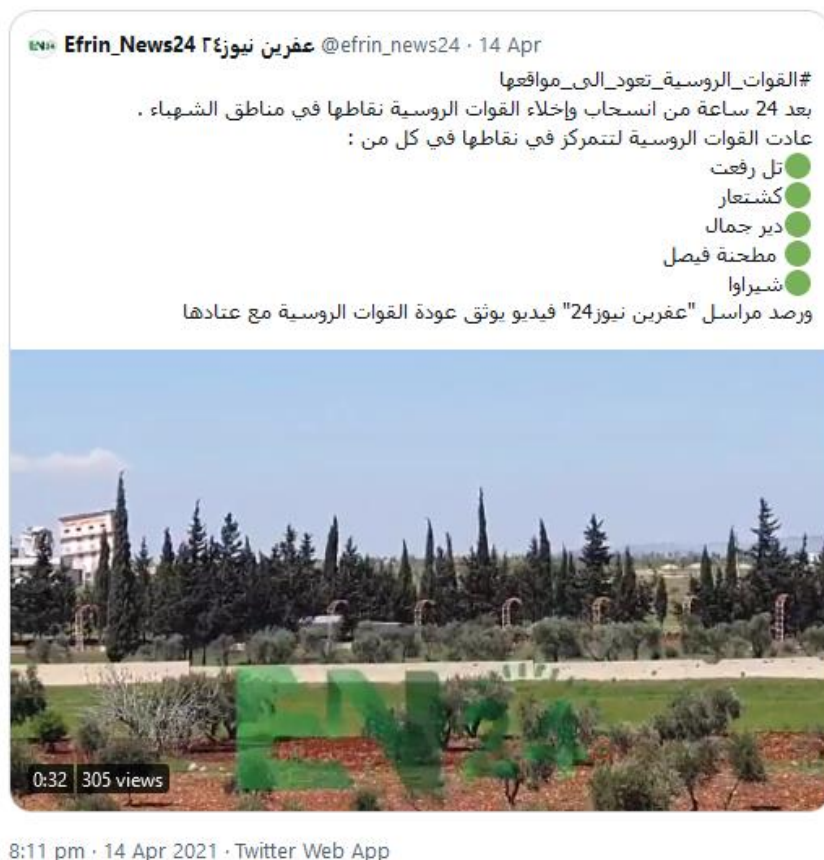 Efrin_News24 عفرين نيوز٢٤ @efrin_news24 · 14 Apr
#القوات_الروسية_تعود_الى_مواقعها
بعد 24 ساعة من انسحاب وإخلاء القوات الروسية نقاطها في مناطق الشهباء .
عادت القوات الروسية لتتمركز في نقاطها في كل من :
تل رفعت
كشتعار
دير جمال
مطحنة فيصل
شيراوا
ورصد مراسل "عفرين نيوز24" فيديو يوثق عودة القوات الروسية مع عتادها
EN24
0:32 305 views
8:11 pm · 14 Apr 2021 · Twitter Web App